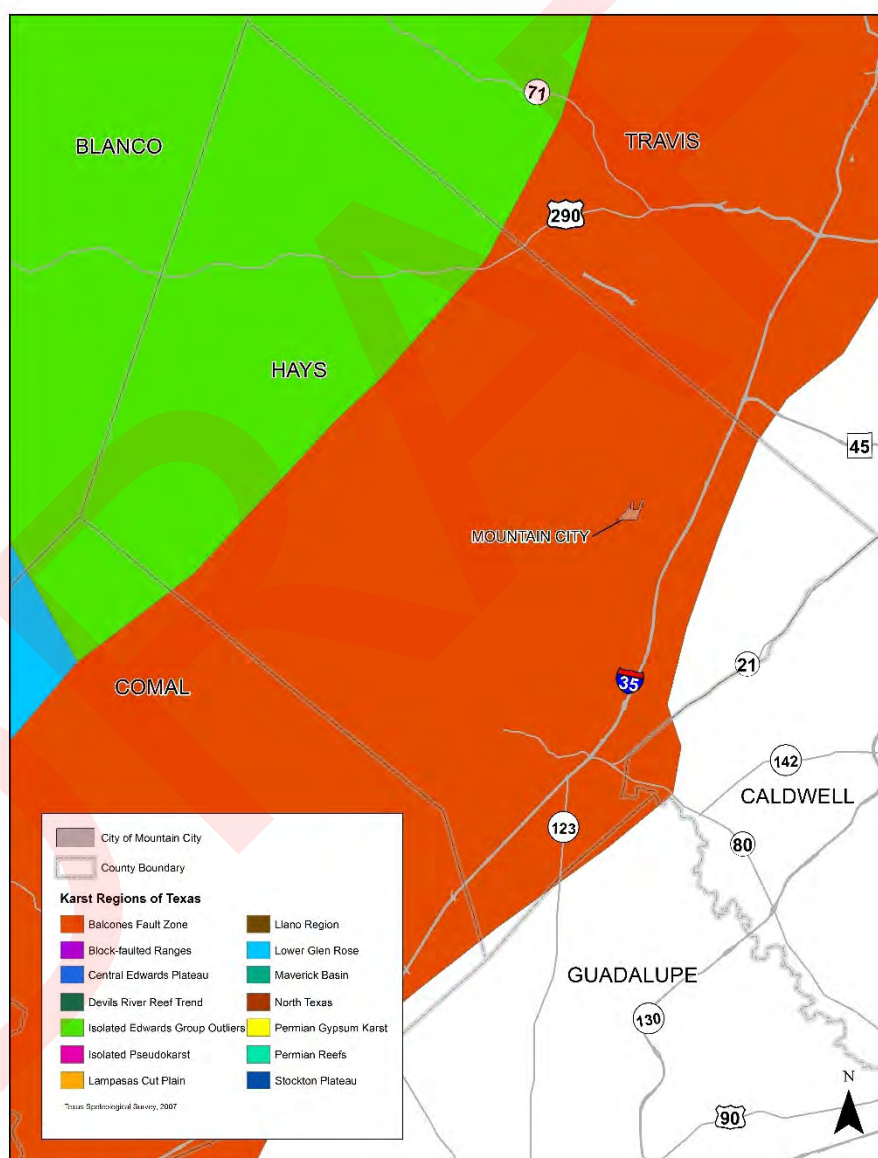 71
BLANCO
TRAVIS
290
HAYS
45
MOUNTAIN CITY
21
COMAL
35
142
CALDWELL
123
80
GUADALUPE
130
N
90
City of Mountain City
County Boundary
Karst Regions of Texas
Balcones Fault Zone
Block-faulted Ranges
Central Edwards Plateau
Devils River Reef Trend
Isolated Edwards Group Outliers
Isolated Pseudokarst
Lampasas Cut Plain
Llano Region
Lower Glen Rose
Maverick Basin
North Texas
Permian Gypsum Karst
Permian Reefs
Stockton Plateau
Texas Speleological Survey, 2007
DRAFT